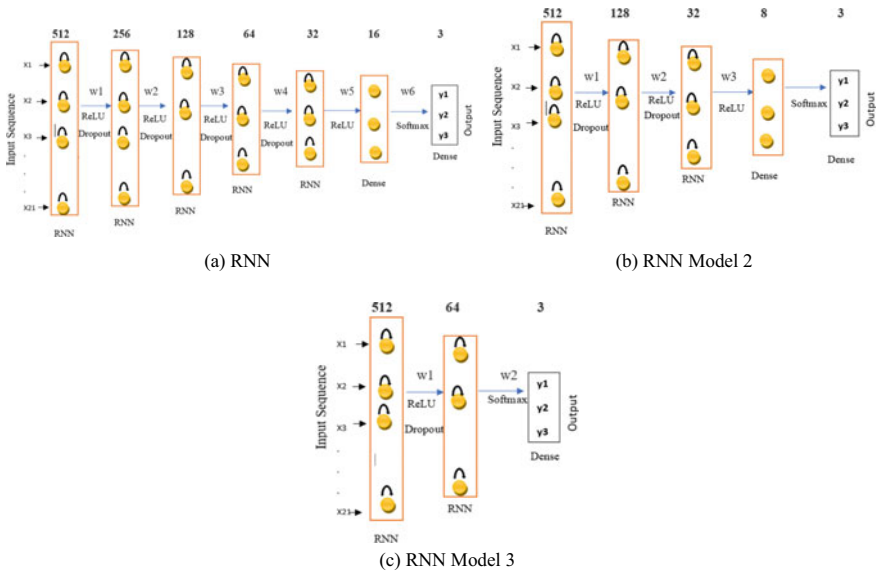 512 256 128 64 32 16 3
X1
X2
X3
X21
Input Sequence
w1
ReLU
Dropout
w2
ReLU
Dropout
w3
ReLU
Dropout
w4
ReLU
Dropout
w5
ReLU
w6
Softmax
y1
y2
y3
Output
RNN
RNN
RNN
RNN
RNN
Dense
Dense
(a) RNN
512 128 32 8 3
X1
X2
X3
X21
Input Sequence
w1
ReLU
Dropout
w2
ReLU
Dropout
w3
ReLU
Softmax
y1
y2
y3
Output
RNN
RNN
RNN
Dense
Dense
(b) RNN Model 2
512 64 3
X1
X2
X3
X21
Input Sequence
w1
ReLU
Dropout
w2
Softmax
y1
y2
y3
Output
RNN
RNN
Dense
(c) RNN Model 3